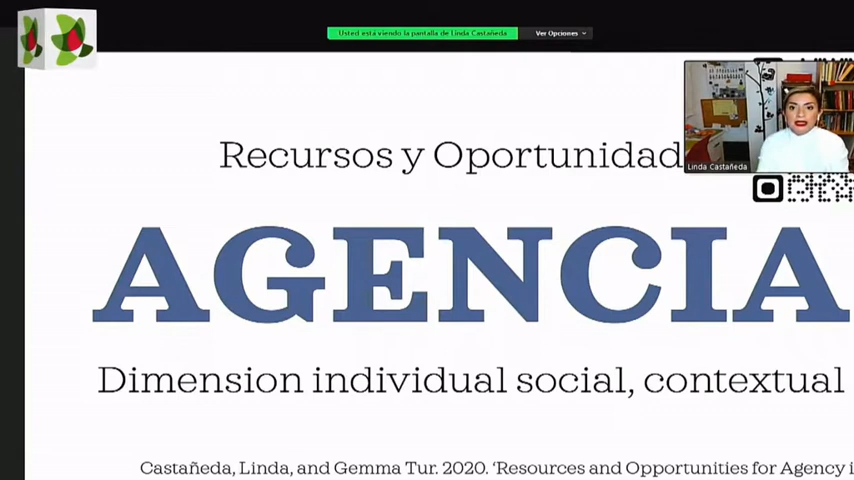 Usted está viendo la pantalla de Linda Castañeda Ver Opciones
Recursos y Oportunidad
Linda Castañeda
AGENCIA
Dimension individual social, contextual
Castañeda, Linda, and Gemma Tur. 2020. ‘Resources and Opportunities for Agency i